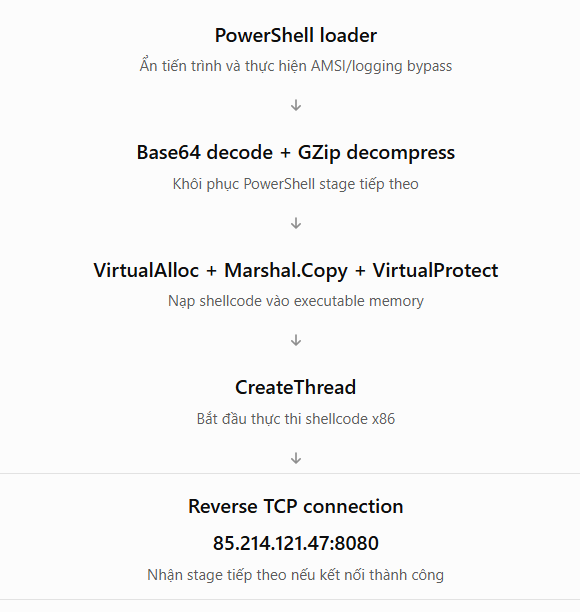 PowerShell loader
Ẩn tiến trình và thực hiện AMSI/logging bypass
↓
Base64 decode + GZip decompress
Khôi phục PowerShell stage tiếp theo
↓
VirtualAlloc + Marshal.Copy + VirtualProtect
Nạp shellcode vào executable memory
↓
CreateThread
Bắt đầu thực thi shellcode x86
↓
Reverse TCP connection
85.214.121.47:8080
Nhận stage tiếp theo nếu kết nối thành công